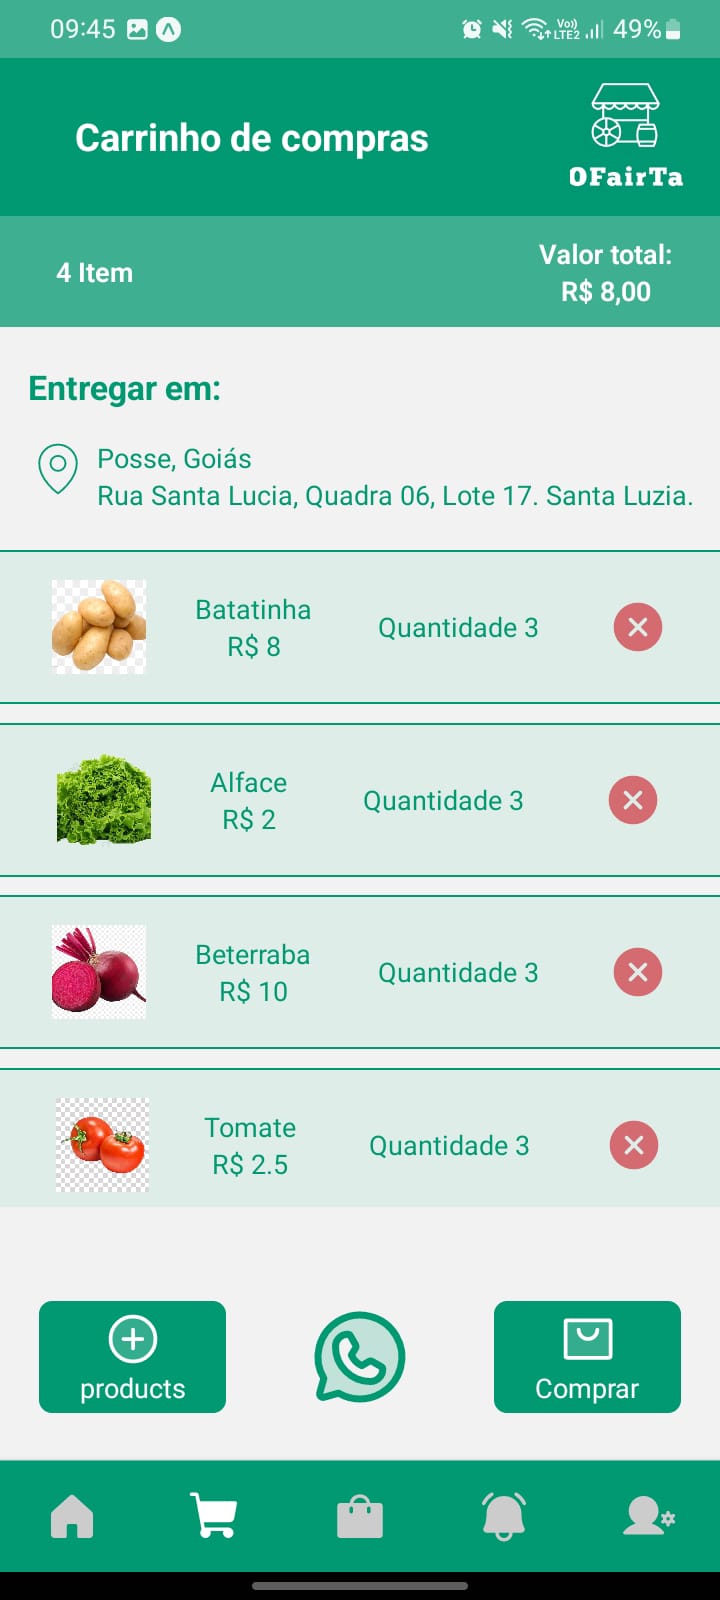 09:45
Vo)) LTE2 49%
Carrinho de compras
OFairTa
4 Item
Valor total:
R$ 8,00
Entregar em:
Posse, Goiás
Rua Santa Lucia, Quadra 06, Lote 17. Santa Luzia.
Batatinha
R$ 8
Quantidade 3
Alface
R$ 2
Quantidade 3
Beterraba
R$ 10
Quantidade 3
Tomate
R$ 2.5
Quantidade 3
products
Comprar